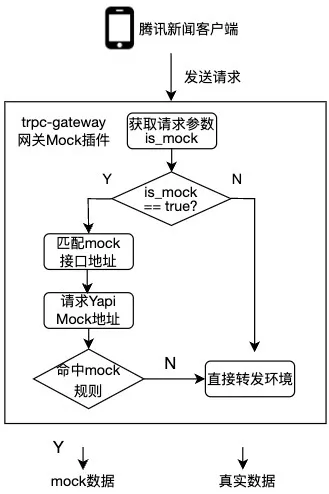 腾讯新闻客户端
发送请求
trpc-gateway
网关Mock插件
获取请求参数
is_mock
Y
N
is_mock
== true?
匹配mock
接口地址
请求Yapi
Mock地址
命中mock
规则
N
直接转发环境
Y
mock数据
真实数据